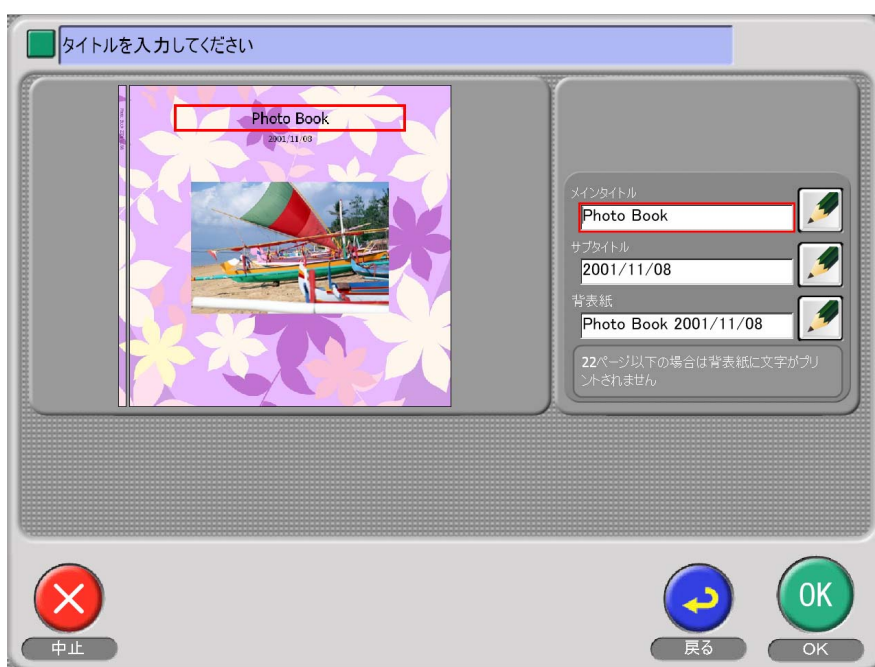 タイトルを入力してください
Photo Book
2001/11/08
メインタイトル
Photo Book
サブタイトル
2001/11/08
背表紙
Photo Book 2001/11/08
22ページ以下の場合は背表紙に文字がプリ
ントされません
中止
戻る
OK
OK